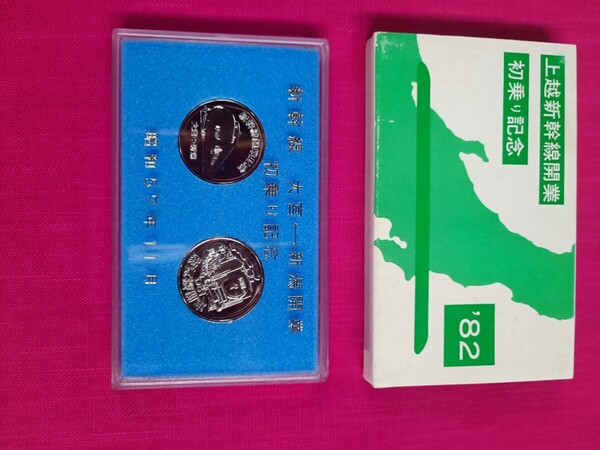 新幹線 大宮―新潟開業
初乗り記念
昭和57年11月
上越新幹線開業
初乗り記念
'82